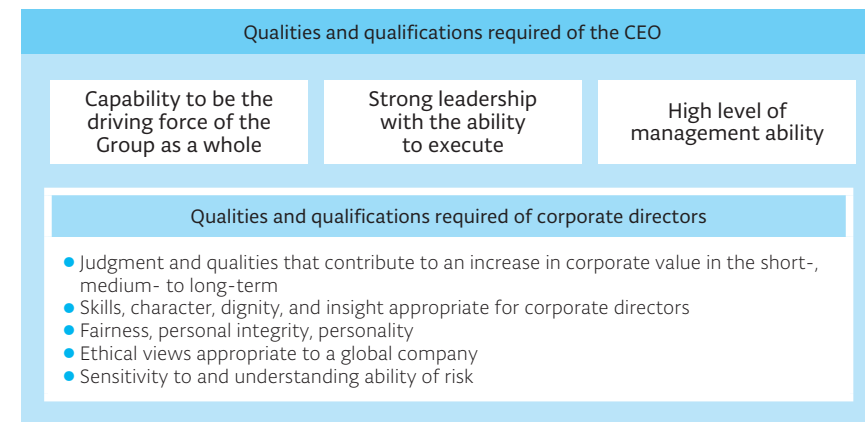 Qualities and qualifications required of the CEO
Capability to be the
driving force of the
Group as a whole
Strong leadership
with the ability
to execute
High level of
management ability
Qualities and qualifications required of corporate directors
● Judgment and qualities that contribute to an increase in corporate value in the short-,
medium- to long-term
● Skills, character, dignity, and insight appropriate for corporate directors
● Fairness, personal integrity, personality
● Ethical views appropriate to a global company
● Sensitivity to and understanding ability of risk